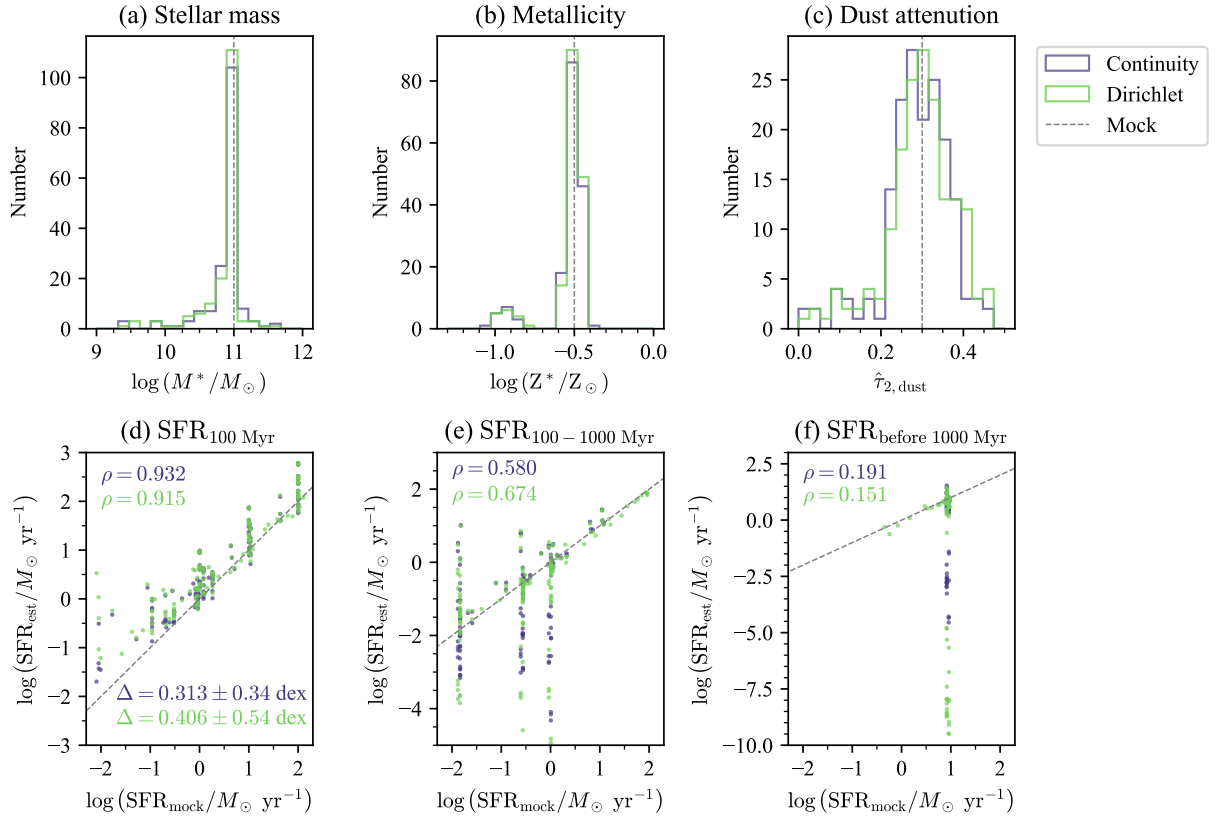 (a) Stellar mass
(b) Metallicity
(c) Dust attenution
Number
100
80
60
40
20
0
9
10
11
12
log (M*/M⊙)
Number
80
60
40
20
0
−1.0
−0.5
0.0
log (Z*/Z⊙)
Number
25
20
15
10
5
0
0.0
0.2
0.4
τ̂2, dust
Continuity
Dirichlet
Mock
(d) SFR100 Myr
ρ = 0.932
ρ = 0.915
Δ = 0.313 ± 0.34 dex
Δ = 0.406 ± 0.54 dex
log (SFRest/M⊙ yr−1)
3
2
1
0
−1
−2
−3
−2
−1
0
1
2
log (SFRmock/M⊙ yr−1)
(e) SFR100 − 1000 Myr
ρ = 0.580
ρ = 0.674
log (SFRest/M⊙ yr−1)
2
0
−2
−4
−2
−1
0
1
2
log (SFRmock/M⊙ yr−1)
(f) SFRbefore 1000 Myr
ρ = 0.191
ρ = 0.151
log (SFRest/M⊙ yr−1)
2.5
0.0
−2.5
−5.0
−7.5
−10.0
−2
−1
0
1
2
log (SFRmock/M⊙ yr−1)